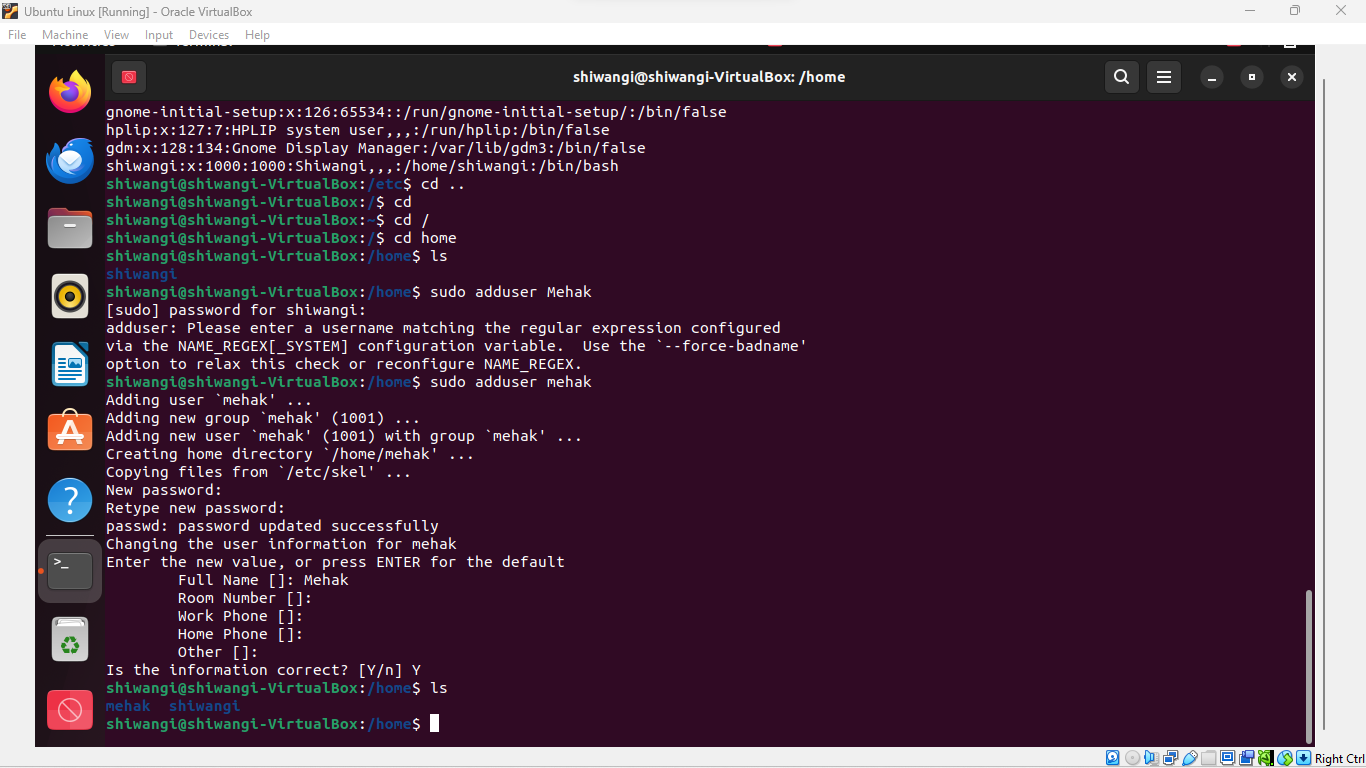 Ubuntu Linux [Running] - Oracle VirtualBox
File Machine View Input Devices Help
shiwangi@shiwangi-VirtualBox: /home
gnome-initial-setup:x:126:65534::/run/gnome-initial-setup/:/bin/false
hplip:x:127:7:HPLIP system user,,,:/run/hplip:/bin/false
gdm:x:128:134:Gnome Display Manager:/var/lib/gdm3:/bin/false
shiwangi:x:1000:1000:Shiwangi,,,:/home/shiwangi:/bin/bash
shiwangi@shiwangi-VirtualBox:/etc$ cd ..
shiwangi@shiwangi-VirtualBox:/$ cd
shiwangi@shiwangi-VirtualBox:~$ cd /
shiwangi@shiwangi-VirtualBox:/$ cd home
shiwangi@shiwangi-VirtualBox:/home$ ls
shiwangi
shiwangi@shiwangi-VirtualBox:/home$ sudo adduser Mehak
[sudo] password for shiwangi:
adduser: Please enter a username matching the regular expression configured
via the NAME_REGEX[_SYSTEM] configuration variable.  Use the `--force-badname'
option to relax this check or reconfigure NAME_REGEX.
shiwangi@shiwangi-VirtualBox:/home$ sudo adduser mehak
Adding user `mehak' ...
Adding new group `mehak' (1001) ...
Adding new user `mehak' (1001) with group `mehak' ...
Creating home directory `/home/mehak' ...
Copying files from `/etc/skel' ...
New password:
Retype new password:
passwd: password updated successfully
Changing the user information for mehak
Enter the new value, or press ENTER for the default
Full Name []: Mehak
Room Number []:
Work Phone []:
Home Phone []:
Other []:
Is the information correct? [Y/n] Y
shiwangi@shiwangi-VirtualBox:/home$ ls
mehak  shiwangi
shiwangi@shiwangi-VirtualBox:/home$
Right Ctrl